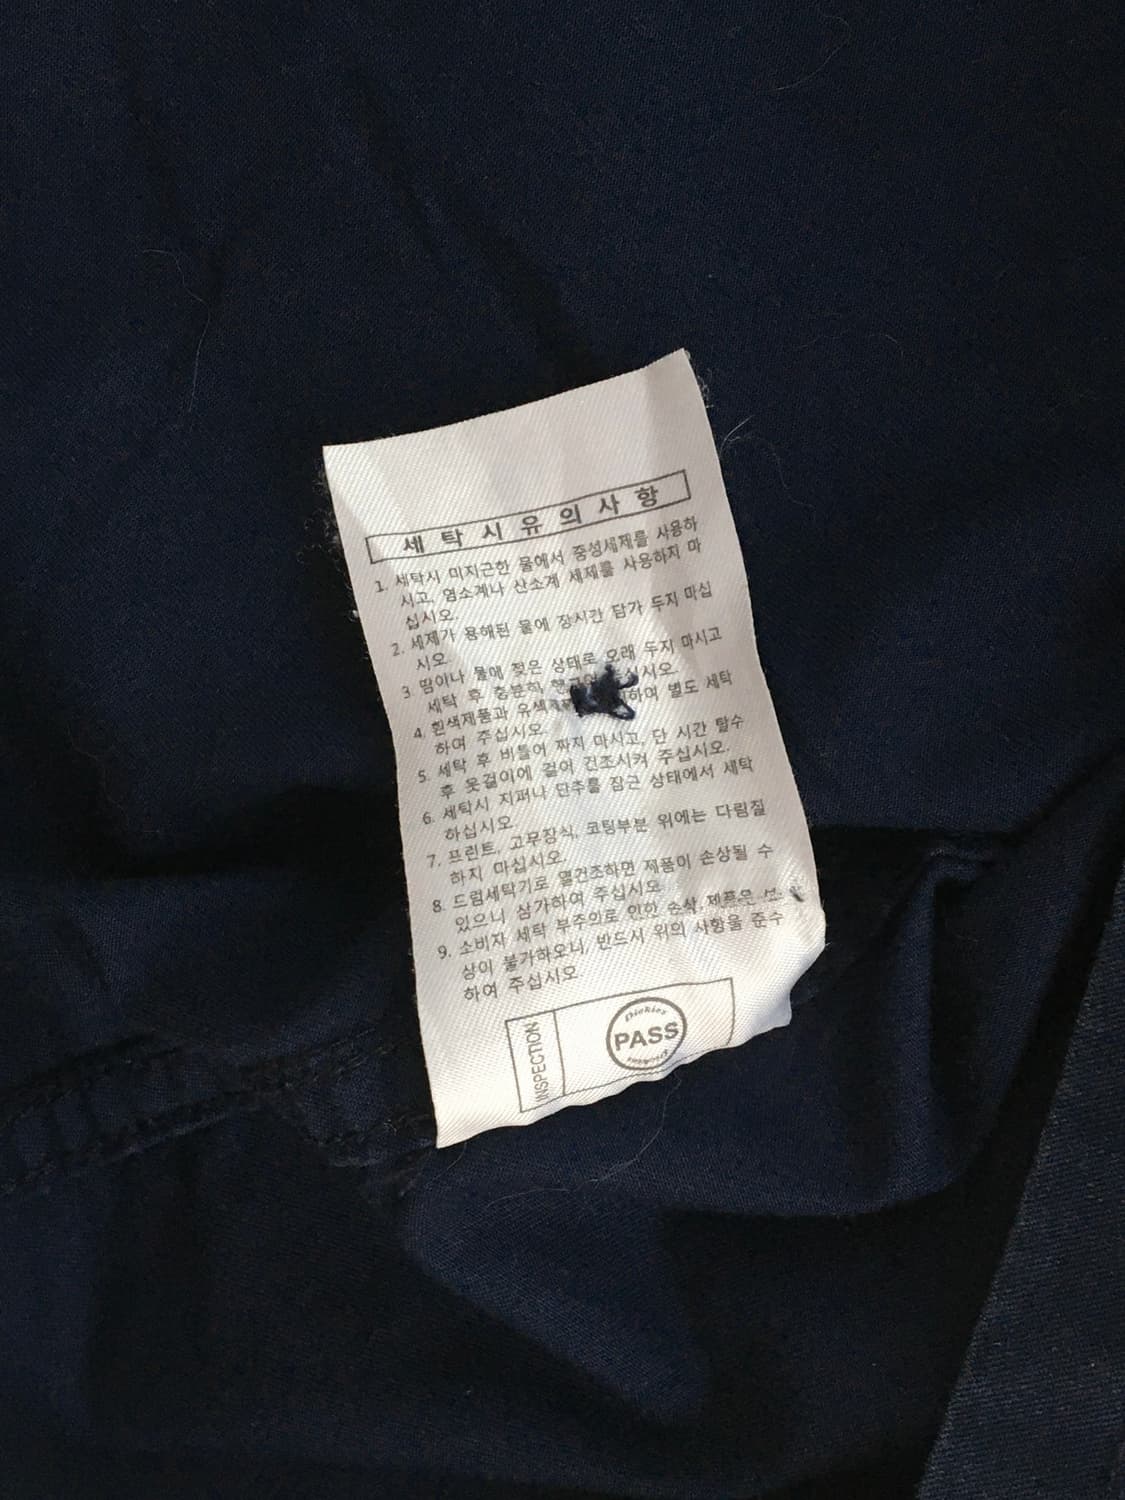 세탁시유의사항
1. 세탁시 미지근한 물에서 중성세제를 사용하
시고, 염소계나 산소계 세제를 사용하지 마
십시오.
2. 세제가 용해된 물에 장시간 담가 두지 마십
시오.
3. 땀이나 물에 젖은 상태로 오래 두지 마시고
세탁 후 충분히
4. 흰색제품과 하여 별도 세탁
하여 주십시오.
5. 세탁 후 비틀어 짜지 마시고, 단 시간 탈수
후 옷걸이에 걸어 건조시켜 주십시오.
6. 세탁시 지퍼나 단추를 잠근 상태에서 세탁
하십시오.
7. 프린트, 고무장식, 코팅부분 위에는 다림질
하지 마십시오.
8. 드럼세탁기로 열건조하면 제품이 손상될 수
있으니 삼가하여 주십시오
9. 소비자 세탁 부주의로 인한 손상 제품은 보
상이 불가하오니, 반드시 위의 사항을 준수
하여 주십시오
INSPECTION
Dickies
PASS
Dickies